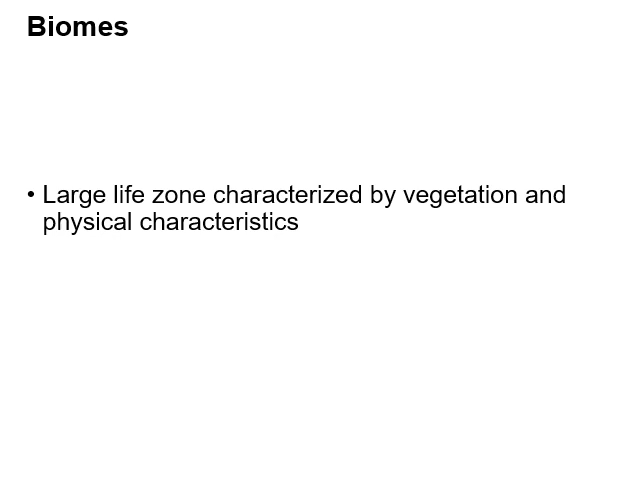 Biomes
• Large life zone characterized by vegetation and
physical characteristics